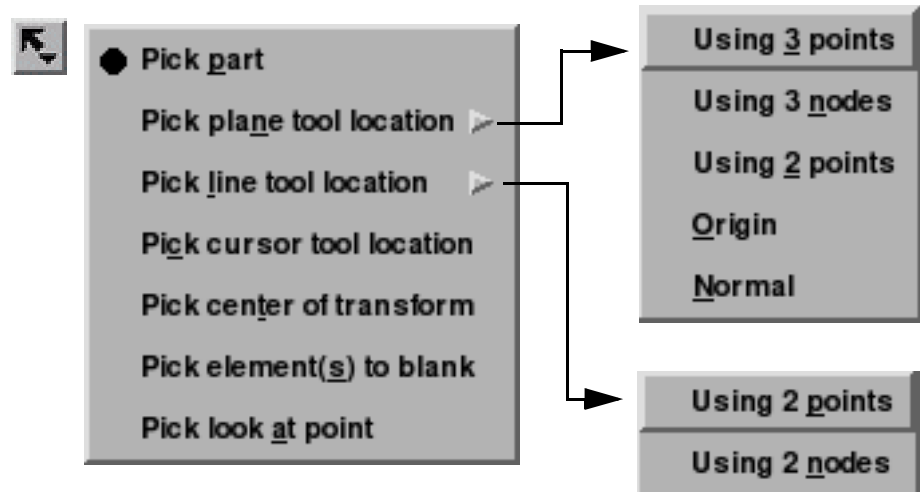 Pick part
Pick plane tool location
Pick line tool location
Pick cursor tool location
Pick center of transform
Pick element(s) to blank
Pick look at point
Using 3 points
Using 3 nodes
Using 2 points
Origin
Normal
Using 2 points
Using 2 nodes